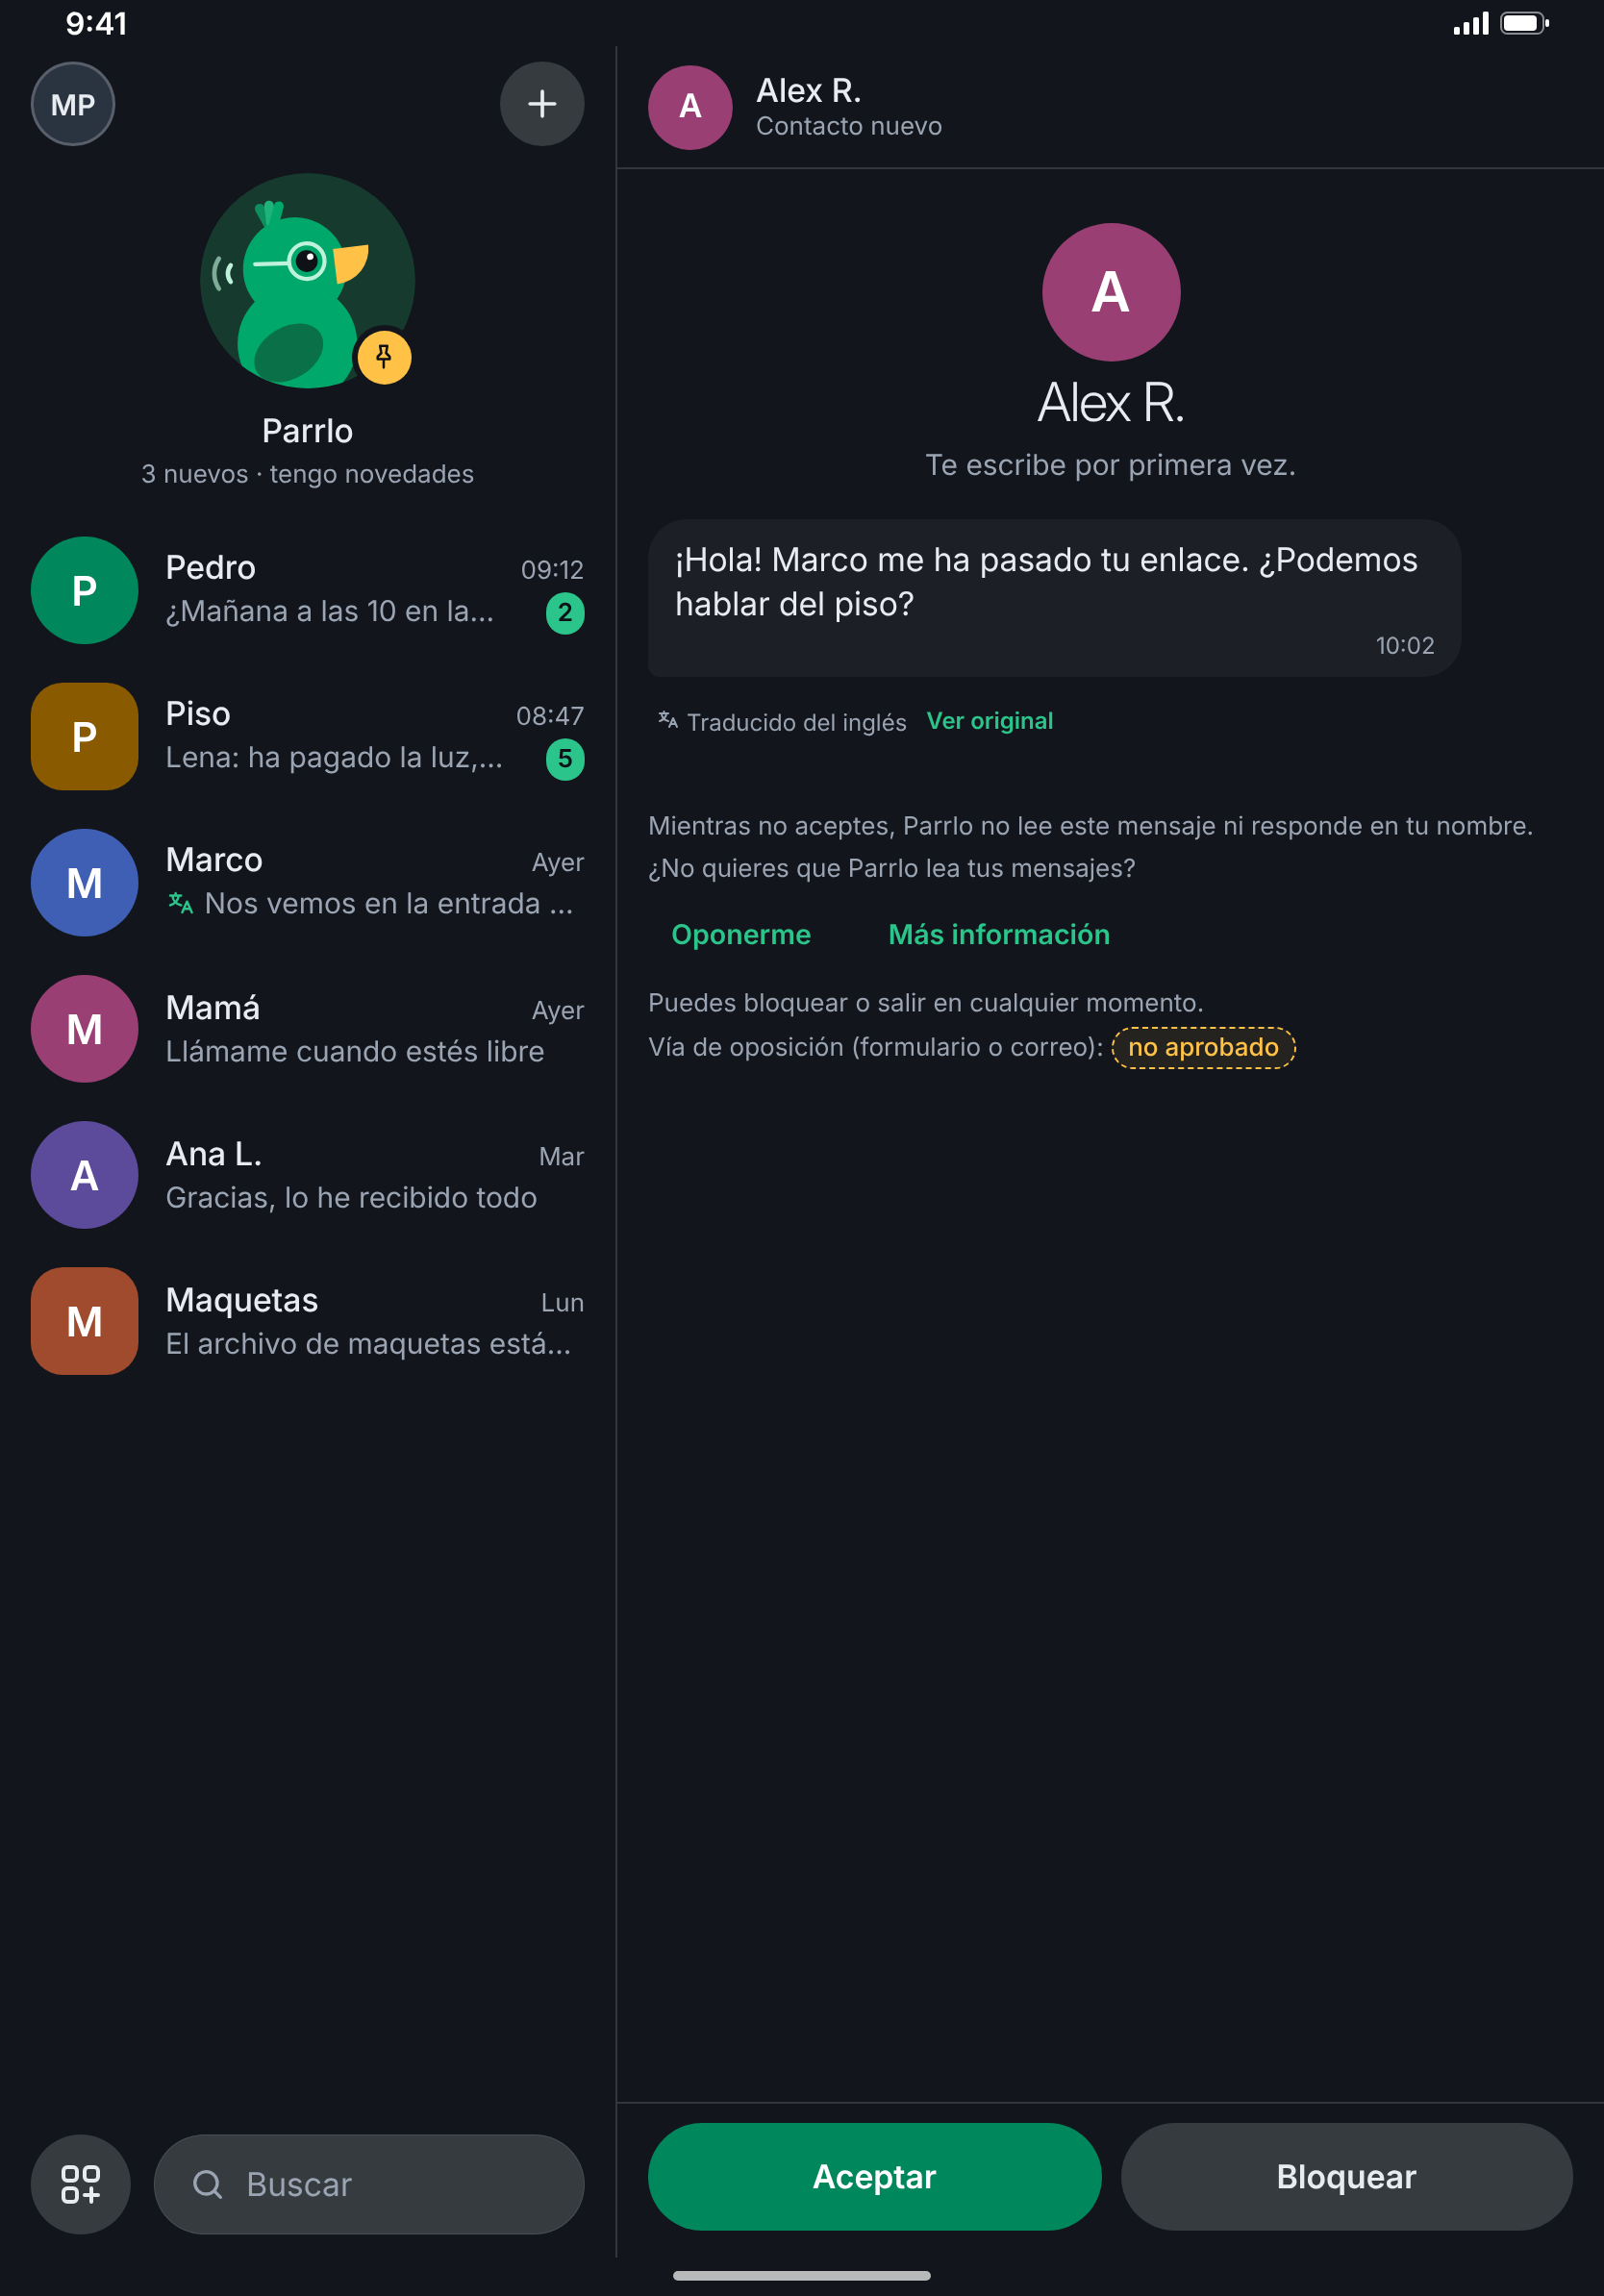 9:41
MP
Parrlo
3 nuevos · tengo novedades
P
Pedro
09:12
¿Mañana a las 10 en la...
2
P
Piso
08:47
Lena: ha pagado la luz,...
5
M
Marco
Ayer
Nos vemos en la entrada ...
M
Mamá
Ayer
Llámame cuando estés libre
A
Ana L.
Mar
Gracias, lo he recibido todo
M
Maquetas
Lun
El archivo de maquetas está...
Buscar
A
Alex R.
Contacto nuevo
A
Alex R.
Te escribe por primera vez.
¡Hola! Marco me ha pasado tu enlace. ¿Podemos
hablar del piso?
10:02
Traducido del inglés Ver original
Mientras no aceptes, Parrlo no lee este mensaje ni responde en tu nombre.
¿No quieres que Parrlo lea tus mensajes?
Oponerme Más información
Puedes bloquear o salir en cualquier momento.
Vía de oposición (formulario o correo): no aprobado
Aceptar Bloquear